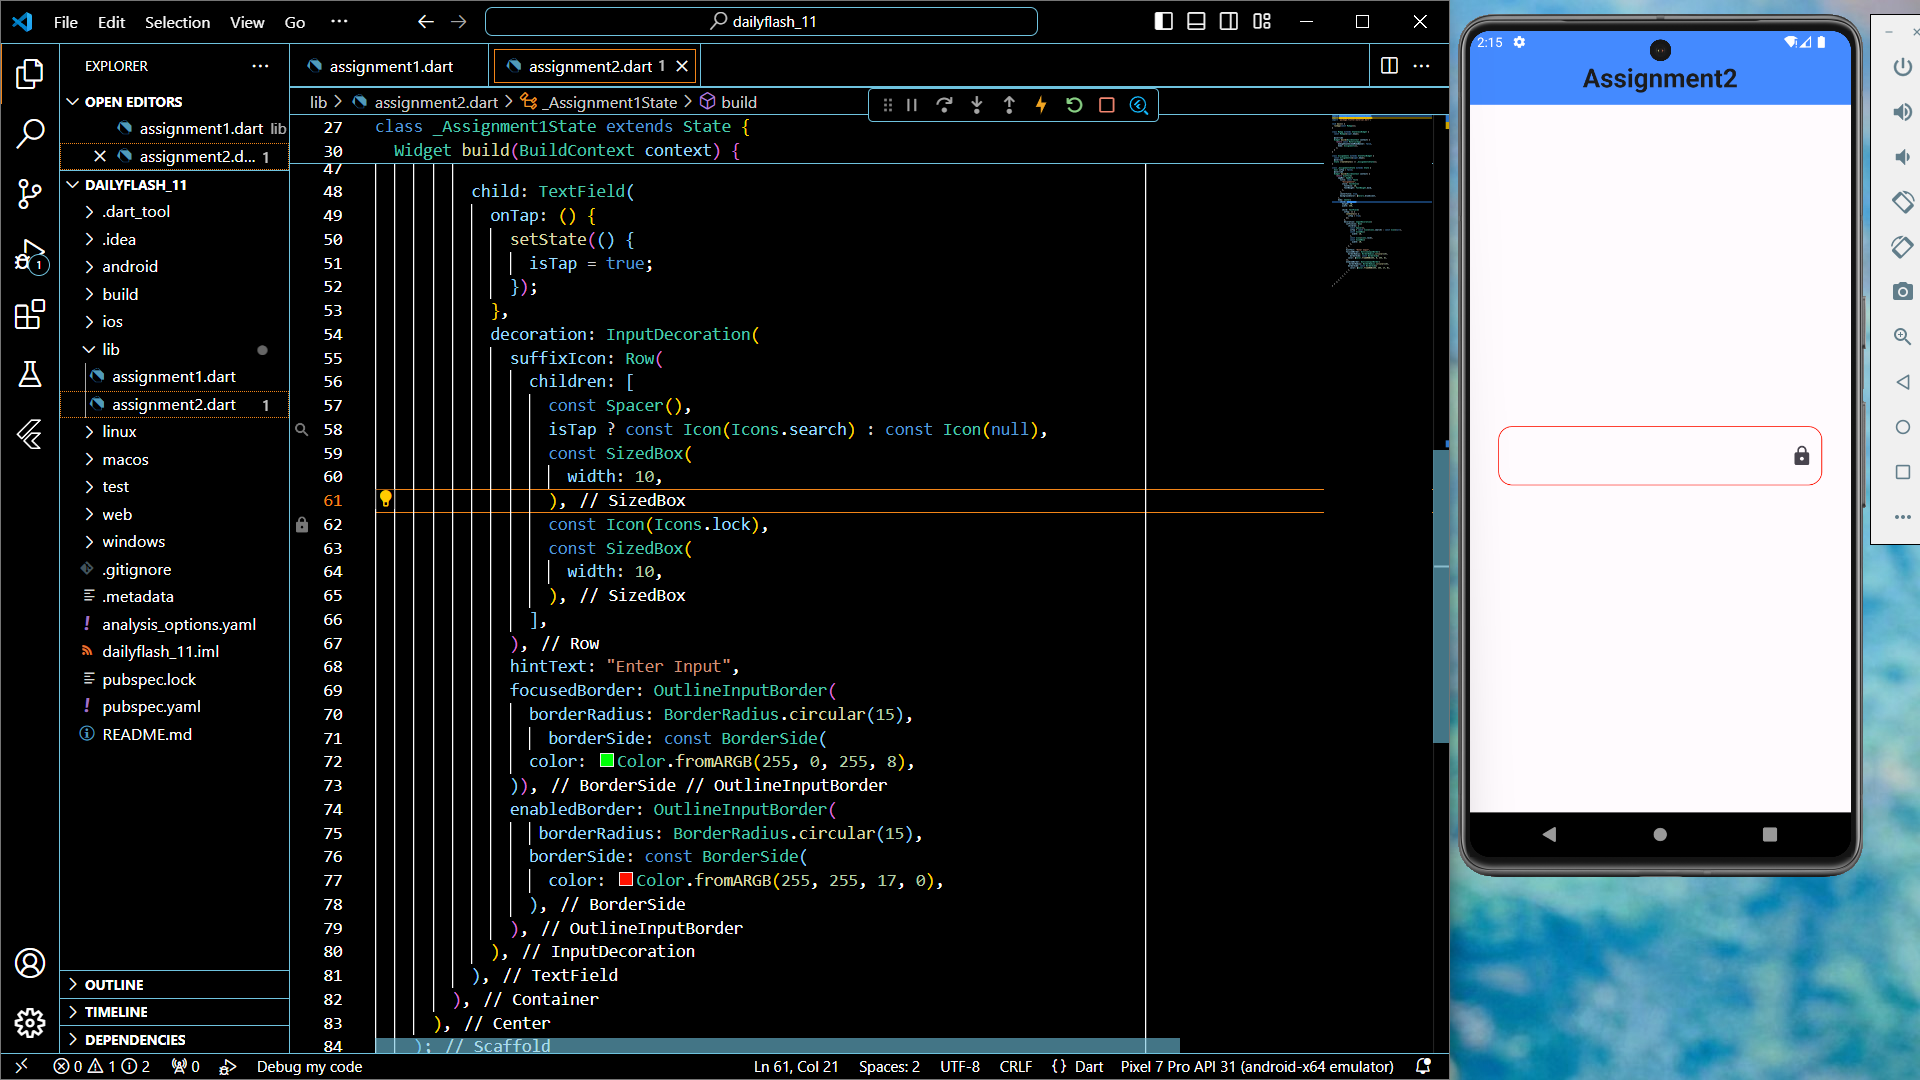 File Edit Selection View Go ··· dailyflash_11
EXPLORER ···
OPEN EDITORS
assignment1.dart lib
assignment2.d... 1
DAILYFLASH_11
.dart_tool
.idea
android
build
ios
lib
assignment1.dart
assignment2.dart 1
linux
macos
test
web
windows
.gitignore
.metadata
analysis_options.yaml
dailyflash_11.iml
pubspec.lock
pubspec.yaml
README.md
OUTLINE
TIMELINE
DEPENDENCIES
1
assignment1.dart
assignment2.dart 1
lib > assignment2.dart > _Assignment1State > build
27 class _Assignment1State extends State {
30 Widget build(BuildContext context) {
47
48 child: TextField(
49 onTap: () {
50 setState(() {
51 isTap = true;
52 });
53 },
54 decoration: InputDecoration(
55 suffixIcon: Row(
56 children: [
57 const Spacer(),
58 isTap ? const Icon(Icons.search) : const Icon(null),
59 const SizedBox(
60 width: 10,
61 ), // SizedBox
62 const Icon(Icons.lock),
63 const SizedBox(
64 width: 10,
65 ), // SizedBox
66 ],
67 ), // Row
68 hintText: "Enter Input",
69 focusedBorder: OutlineInputBorder(
70 borderRadius: BorderRadius.circular(15),
71 borderSide: const BorderSide(
72 color: Color.fromARGB(255, 0, 255, 8),
73 )), // BorderSide // OutlineInputBorder
74 enabledBorder: OutlineInputBorder(
75 borderRadius: BorderRadius.circular(15),
76 borderSide: const BorderSide(
77 color: Color.fromARGB(255, 255, 17, 0),
78 ), // BorderSide
79 ), // OutlineInputBorder
80 ), // InputDecoration
81 ), // TextField
82 ), // Container
83 ), // Center
84 ); // Scaffold
0 1 2 0 Debug my code Ln 61, Col 21 Spaces: 2 UTF-8 CRLF {} Dart Pixel 7 Pro API 31 (android-x64 emulator)
2:15
Assignment2